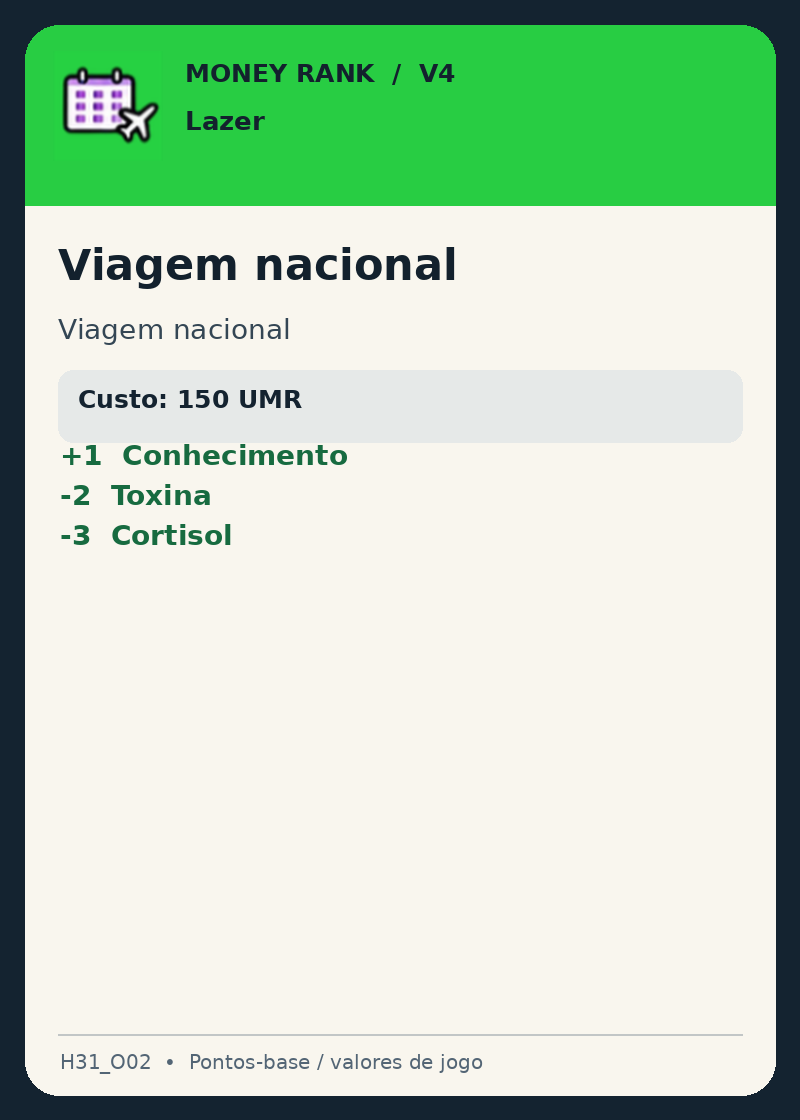 MONEY RANK / V4
Lazer
Viagem nacional
Viagem nacional
Custo: 150 UMR
+1 Conhecimento
-2 Toxina
-3 Cortisol
H31_O02 • Pontos-base / valores de jogo